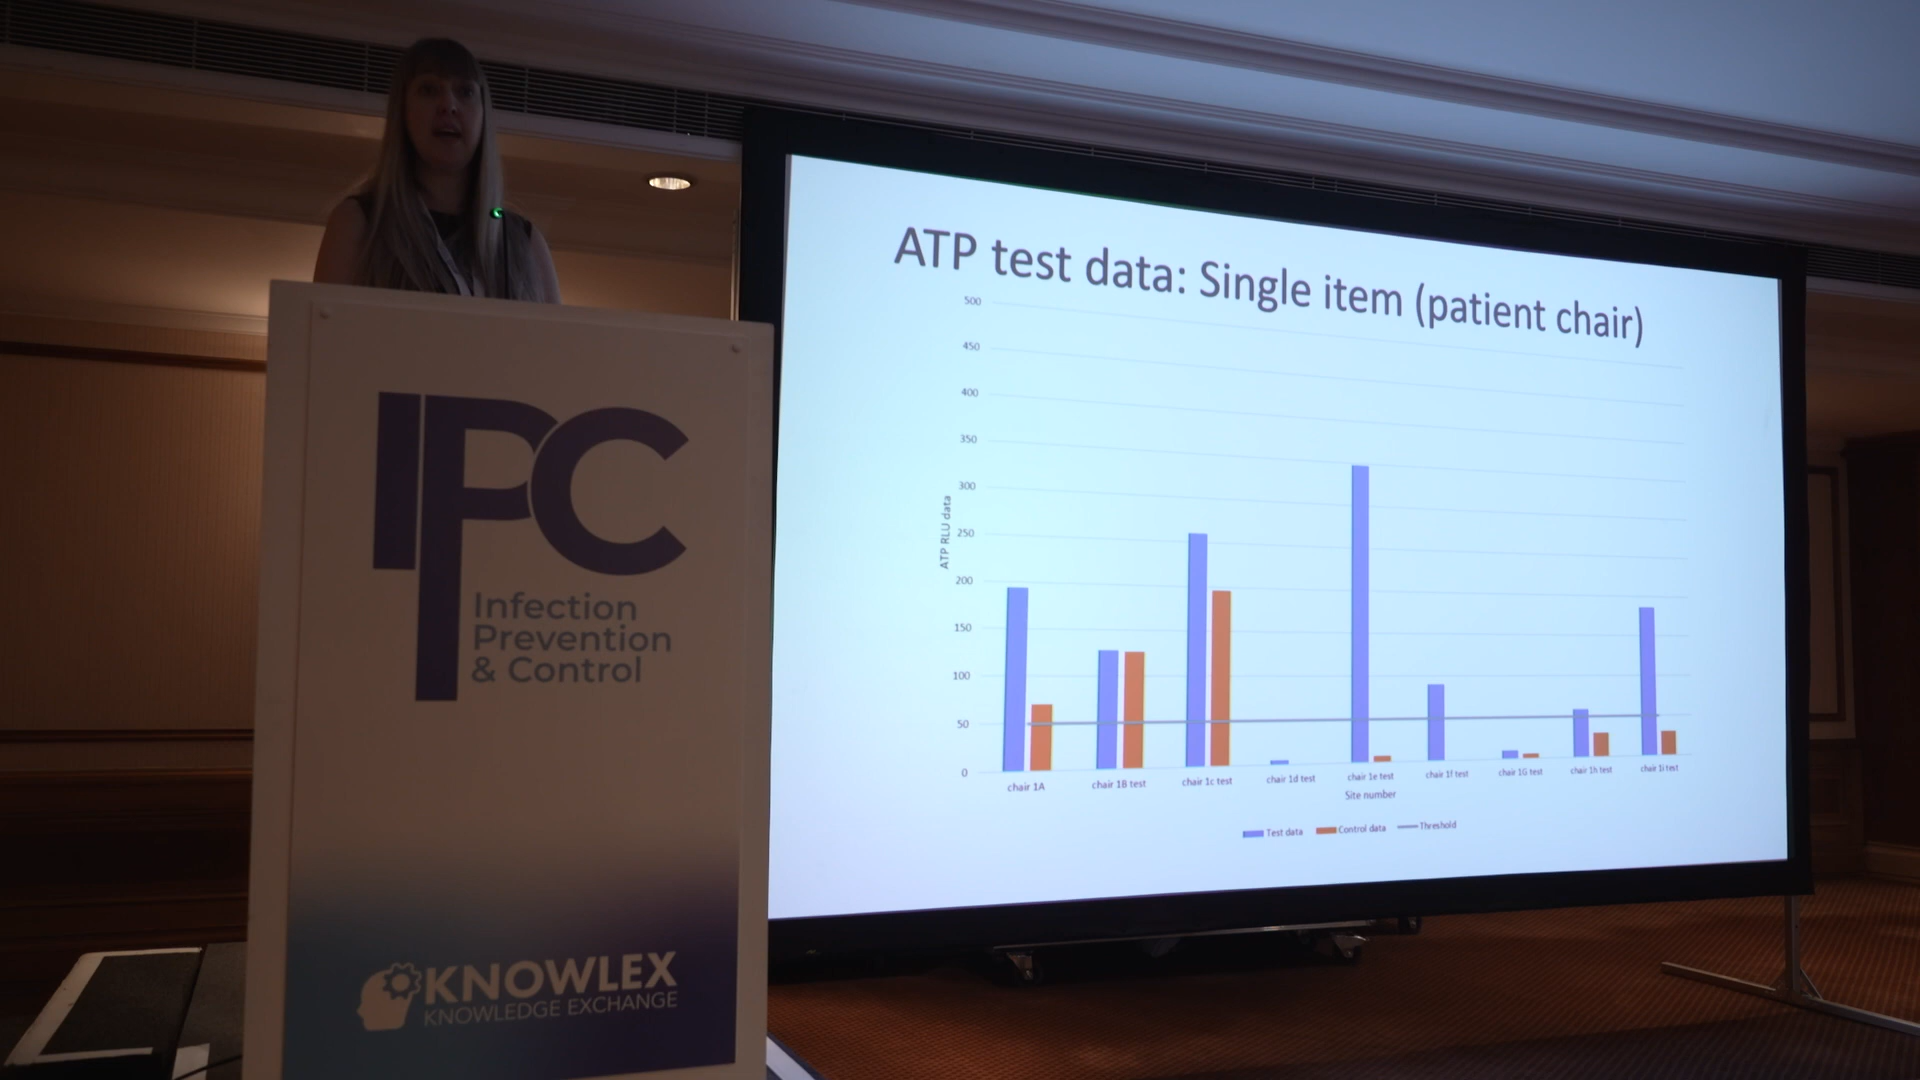 IPC
Infection
Prevention
& Control
KNOWLEX
KNOWLEDGE EXCHANGE
ATP test data: Single item (patient chair)
500
450
400
350
300
250
200
150
100
50
0
ATP RLU data
chair 1A
chair 1B test
chair 1c test
chair 1d test
chair 1e test
chair 1f test
chair 1G test
chair 1h test
chair 1i test
Site number
Test data
Control data
Threshold